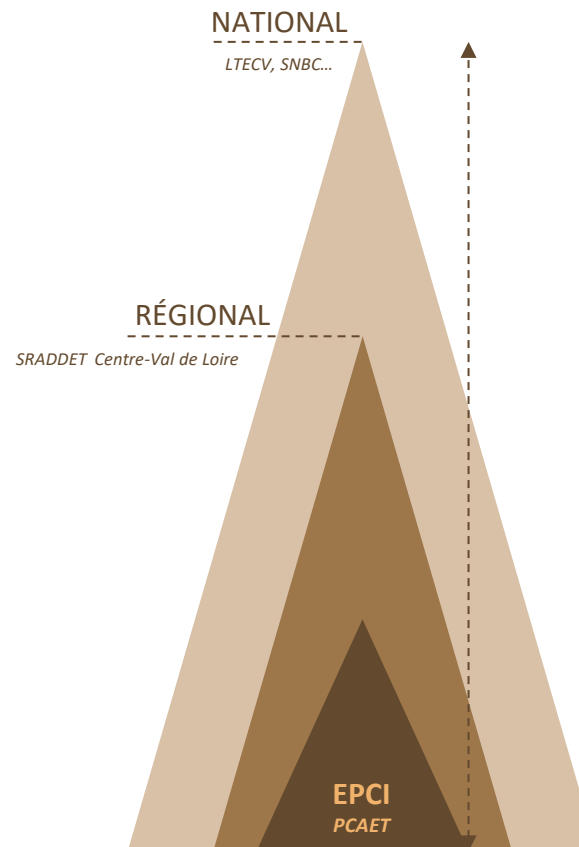 NATIONAL
LTECV, SNBC…
RÉGIONAL
SRADDET Centre-Val de Loire
EPCI
PCAET